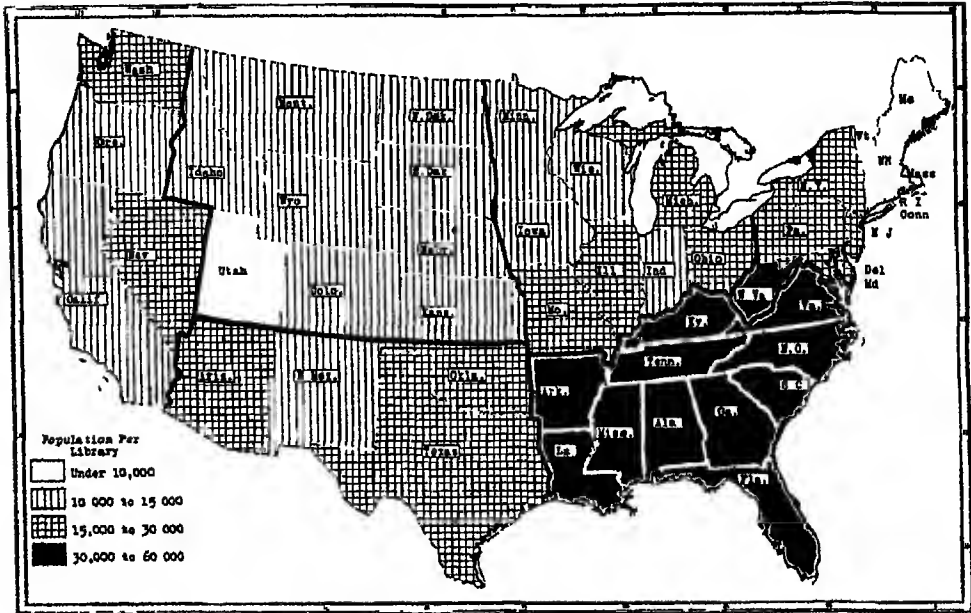 Wash
Mont.
N.Dak.
Minn.
Me
Ore.
Vt.
Idaho
S.Dak
Wis.
NH
Mass
Wyo
Mich.
N.Y.
R I
Conn
Iowa
Pa.
N J
Nev
Nebr.
Utah
Ill
Ind
Ohio
Del
Md
Calif
Colo.
Kans.
Mo.
W.Va.
Va.
Ky.
Tenn.
N.C.
Ariz.
N Mex.
Okla.
Ark.
S C
Miss.
Ala.
Ga.
Texas
La.
Fla.
Population Per
Library
Under 10,000
10 000 to 15 000
15,000 to 30 000
30,000 to 60 000